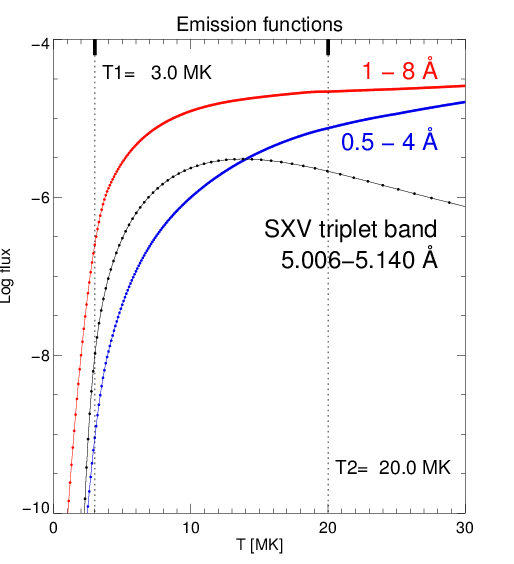 Emission functions
−4
T1= 3.0 MK
1 − 8 Å
0.5 − 4 Å
−6
SXV triplet band
5.006−5.140 Å
Log flux
−8
T2= 20.0 MK
−10
0 10 20 30
T [MK]